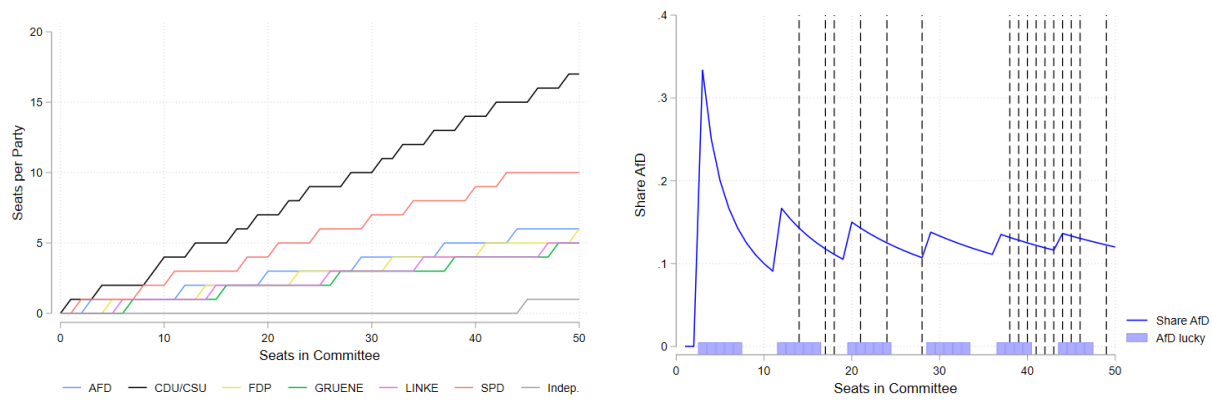 20
15
10
5
0
Seats per Party
0 10 20 30 40 50
Seats in Committee
AFD CDU/CSU FDP GRUENE LINKE SPD Indep.
.4
.3
.2
.1
0
Share AfD
0 10 20 30 40 50
Seats in Committee
Share AfD
AfD lucky